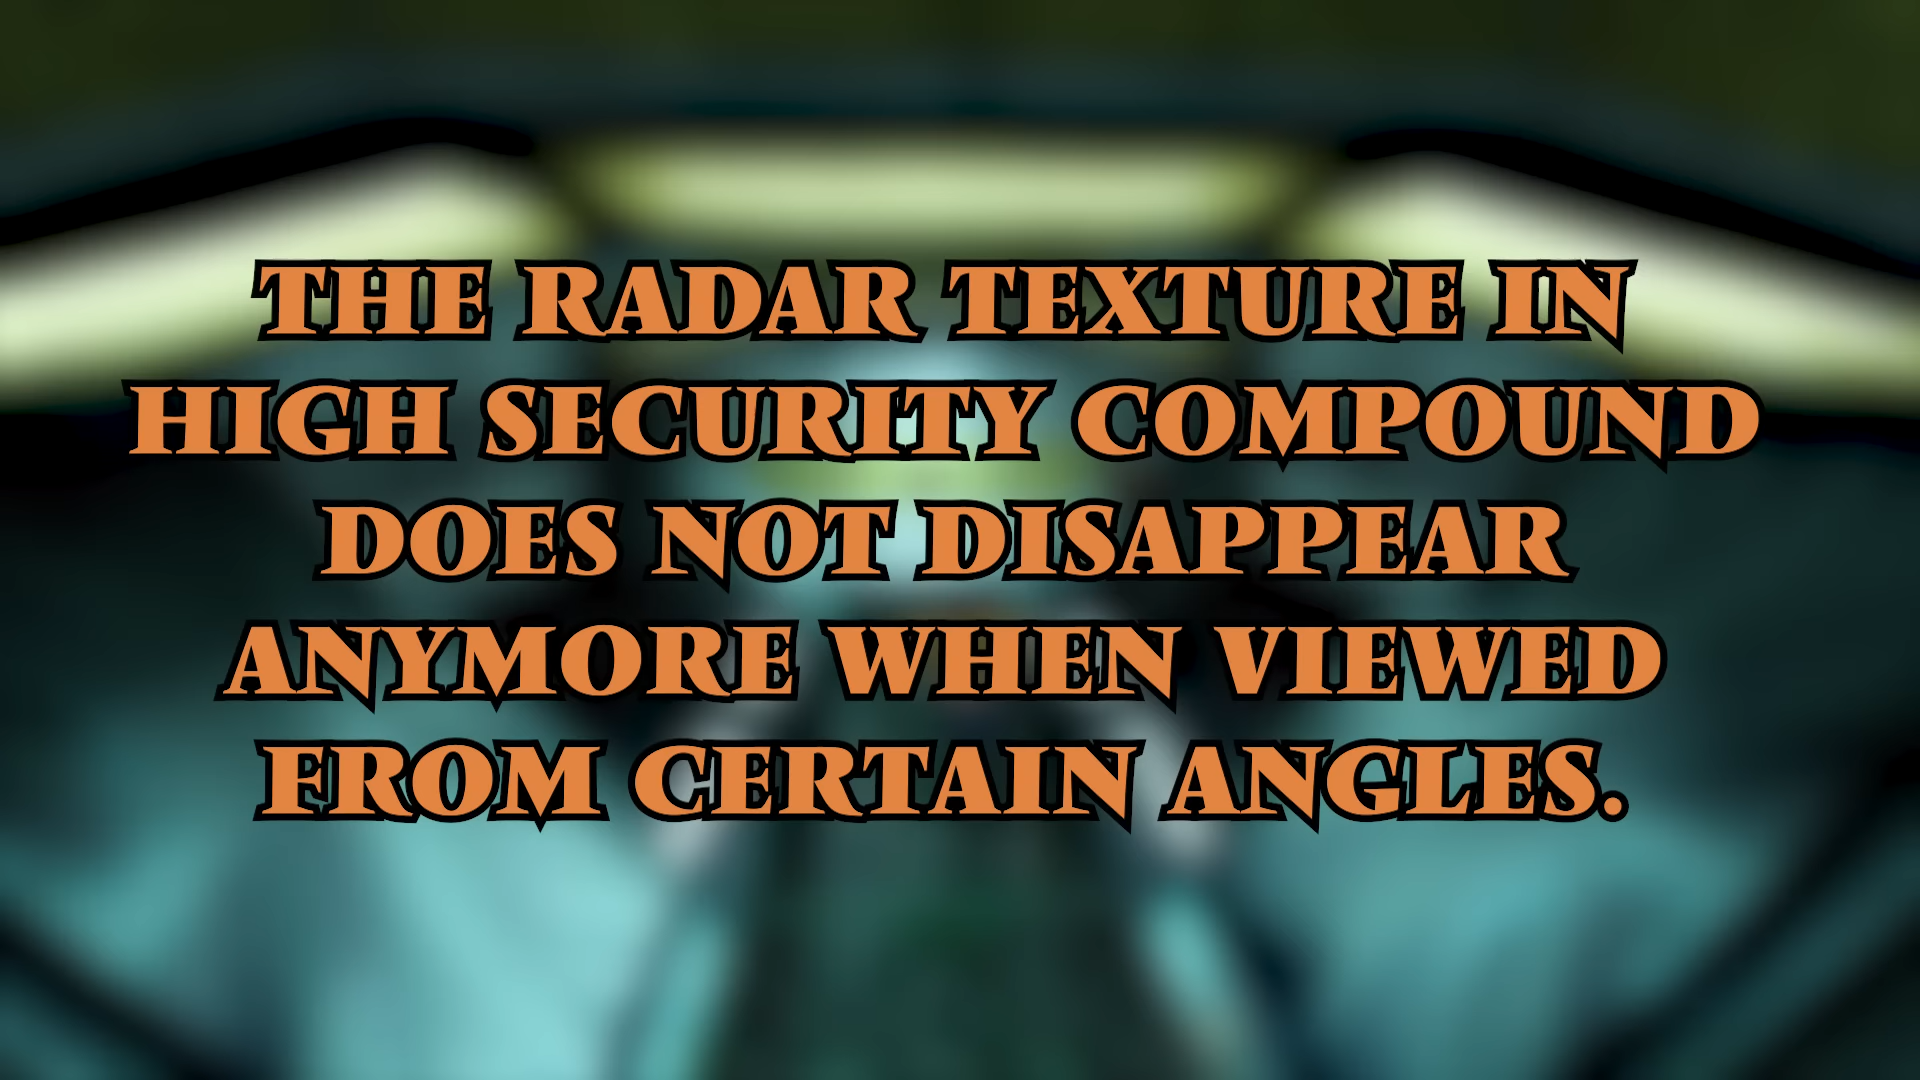 THE RADAR TEXTURE IN
HIGH SECURITY COMPOUND
DOES NOT DISAPPEAR
ANYMORE WHEN VIEWED
FROM CERTAIN ANGLES.